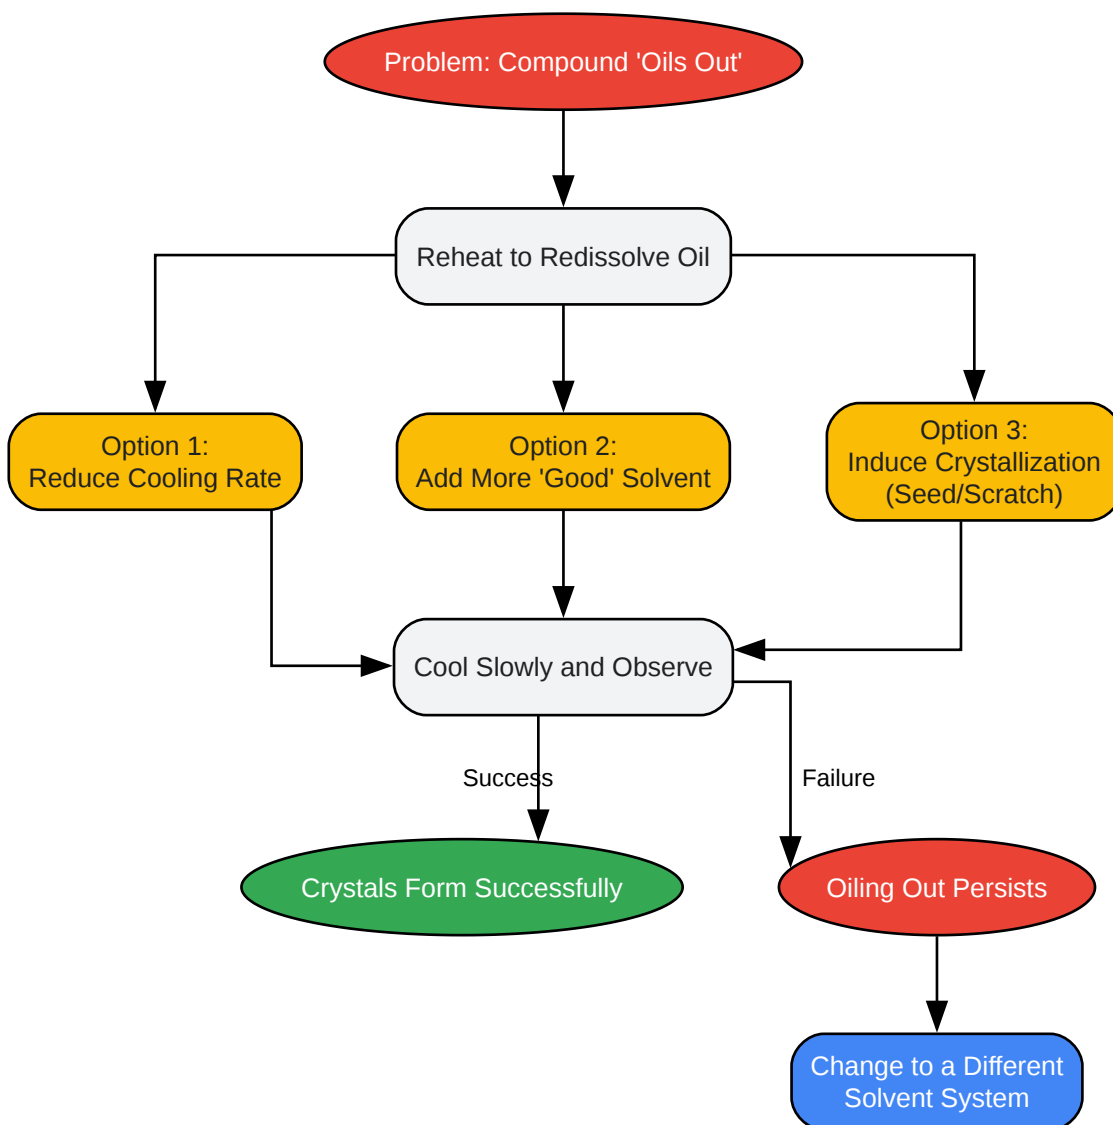 Problem: Compound 'Oils Out'
Reheat to Redissolve Oil
Option 1:
Reduce Cooling Rate
Option 2:
Add More 'Good' Solvent
Option 3:
Induce Crystallization
(Seed/Scratch)
Cool Slowly and Observe
Success
Failure
Crystals Form Successfully
Oiling Out Persists
Change to a Different
Solvent System